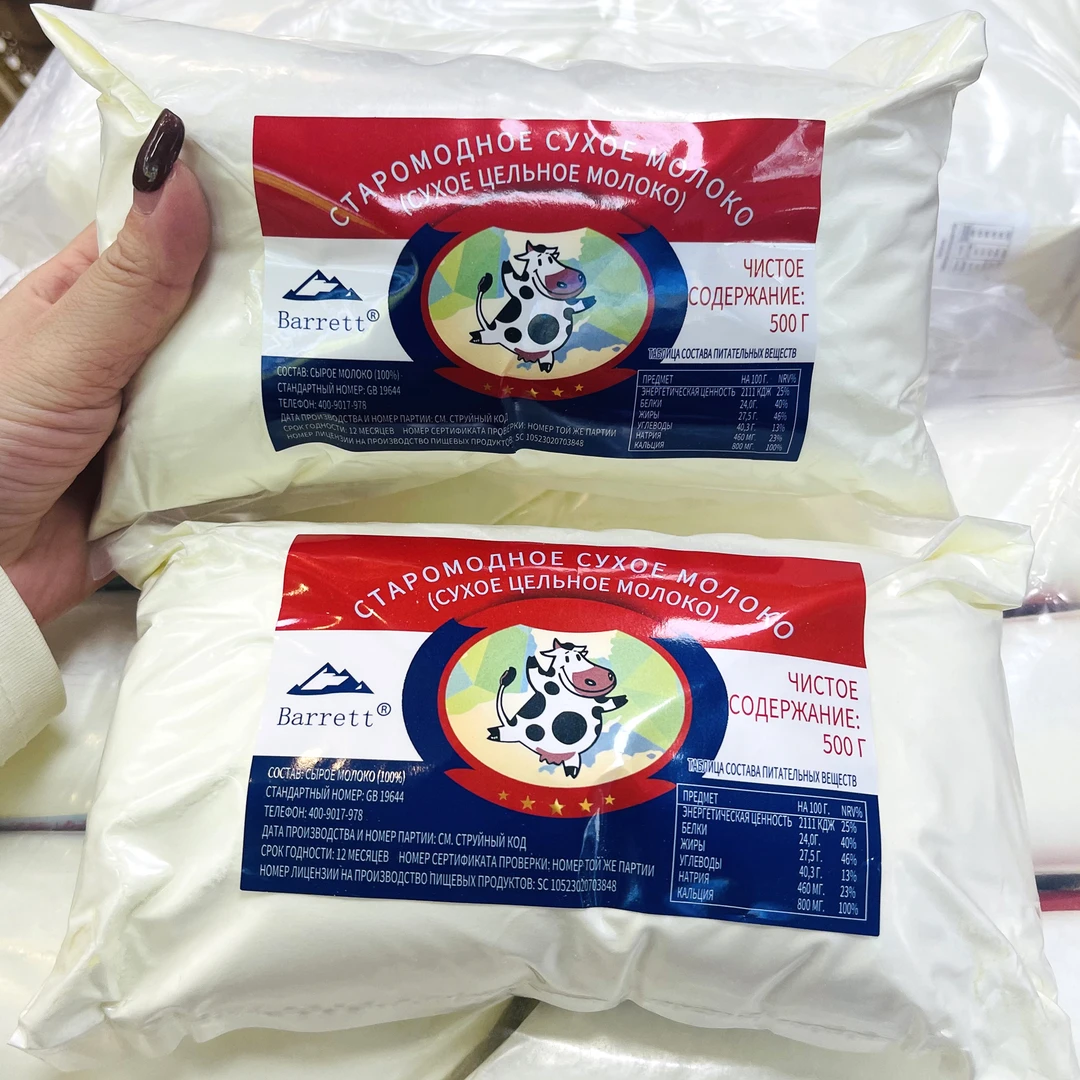 СТАРОМОДНОЕ СУХОЕ МОЛОКО
(СУХОЕ ЦЕЛЬНОЕ МОЛОКО)
Barrett®
ЧИСТОЕ
СОДЕРЖАНИЕ:
500 Г
СОСТАВ: СЫРОЕ МОЛОКО (100%)
СТАНДАРТНЫЙ НОМЕР: GB 19644
ТЕЛЕФОН: 400-9017-978
ДАТА ПРОИЗВОДСТВА И НОМЕР ПАРТИИ: СМ. СТРУЙНЫЙ КОД
СРОК ГОДНОСТИ: 12 МЕСЯЦЕВ НОМЕР СЕРТИФИКАТА ПРОВЕРКИ: НОМЕР ТОЙ ЖЕ ПАРТИИ
НОМЕР ЛИЦЕНЗИИ НА ПРОИЗВОДСТВО ПИЩЕВЫХ ПРОДУКТОВ: SC 10523020703848
ТАБЛИЦА СОСТАВА ПИТАТЕЛЬНЫХ ВЕЩЕСТВ
ПРЕДМЕТ НА 100 Г. NRV%
ЭНЕРГЕТИЧЕСКАЯ ЦЕННОСТЬ 2111 КДЖ 25%
БЕЛКИ 24,0Г. 40%
ЖИРЫ 27,5 Г. 46%
УГЛЕВОДЫ 40,3 Г. 13%
НАТРИЯ 460 МГ. 23%
КАЛЬЦИЯ 800 МГ. 100%
СТАРОМОДНОЕ СУХОЕ МОЛОКО
(СУХОЕ ЦЕЛЬНОЕ МОЛОКО)
Barrett®
ЧИСТОЕ
СОДЕРЖАНИЕ:
500 Г
СОСТАВ: СЫРОЕ МОЛОКО (100%)
СТАНДАРТНЫЙ НОМЕР: GB 19644
ТЕЛЕФОН: 400-9017-978
ДАТА ПРОИЗВОДСТВА И НОМЕР ПАРТИИ: СМ. СТРУЙНЫЙ КОД
СРОК ГОДНОСТИ: 12 МЕСЯЦЕВ НОМЕР СЕРТИФИКАТА ПРОВЕРКИ: НОМЕР ТОЙ ЖЕ ПАРТИИ
НОМЕР ЛИЦЕНЗИИ НА ПРОИЗВОДСТВО ПИЩЕВЫХ ПРОДУКТОВ: SC 10523020703848
ТАБЛИЦА СОСТАВА ПИТАТЕЛЬНЫХ ВЕЩЕСТВ
ПРЕДМЕТ НА 100 Г. NRV%
ЭНЕРГЕТИЧЕСКАЯ ЦЕННОСТЬ 2111 КДЖ 25%
БЕЛКИ 24,0Г. 40%
ЖИРЫ 27,5 Г. 46%
УГЛЕВОДЫ 40,3 Г. 13%
НАТРИЯ 460 МГ. 23%
КАЛЬЦИЯ 800 МГ. 100%